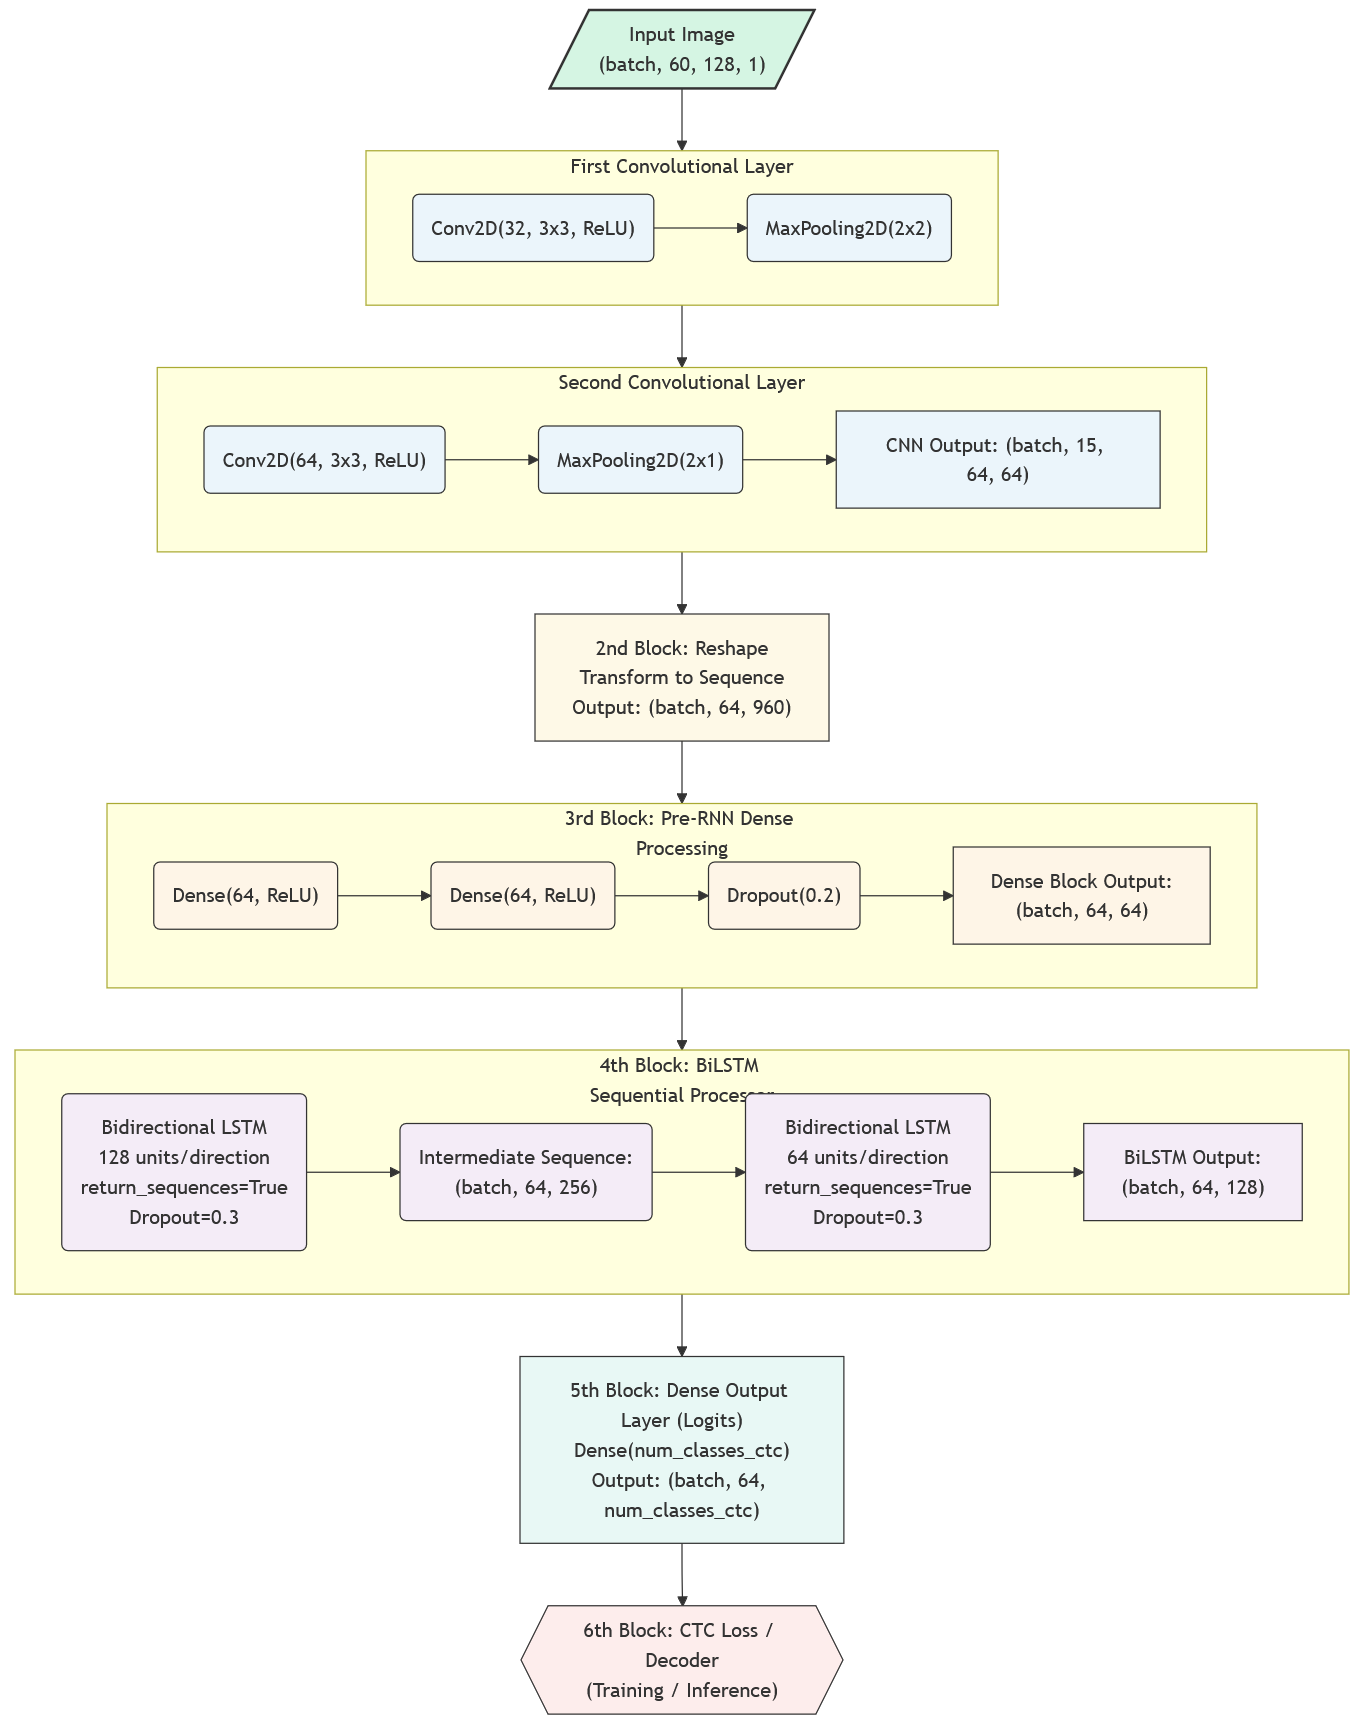 Input Image
(batch, 60, 128, 1)
First Convolutional Layer
Conv2D(32, 3x3, ReLU)
MaxPooling2D(2x2)
Second Convolutional Layer
Conv2D(64, 3x3, ReLU)
MaxPooling2D(2x1)
CNN Output: (batch, 15,
64, 64)
2nd Block: Reshape
Transform to Sequence
Output: (batch, 64, 960)
3rd Block: Pre-RNN Dense
Processing
Dense(64, ReLU)
Dense(64, ReLU)
Dropout(0.2)
Dense Block Output:
(batch, 64, 64)
4th Block: BiLSTM
Sequential Processor
Bidirectional LSTM
128 units/direction
return_sequences=True
Dropout=0.3
Intermediate Sequence:
(batch, 64, 256)
Bidirectional LSTM
64 units/direction
return_sequences=True
Dropout=0.3
BiLSTM Output:
(batch, 64, 128)
5th Block: Dense Output
Layer (Logits)
Dense(num_classes_ctc)
Output: (batch, 64,
num_classes_ctc)
6th Block: CTC Loss /
Decoder
(Training / Inference)